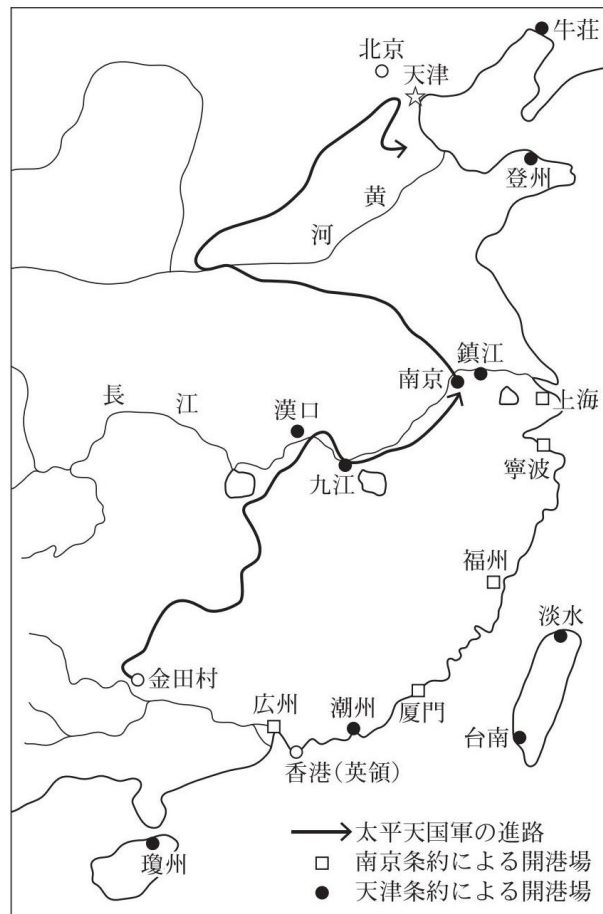 牛荘
北京
天津
登州
黄
河
鎮江
南京
上海
長江
漢口
九江
寧波
福州
淡水
金田村
広州
潮州
厦門
台南
香港(英領)
瓊州
太平天国軍の進路
南京条約による開港場
天津条約による開港場